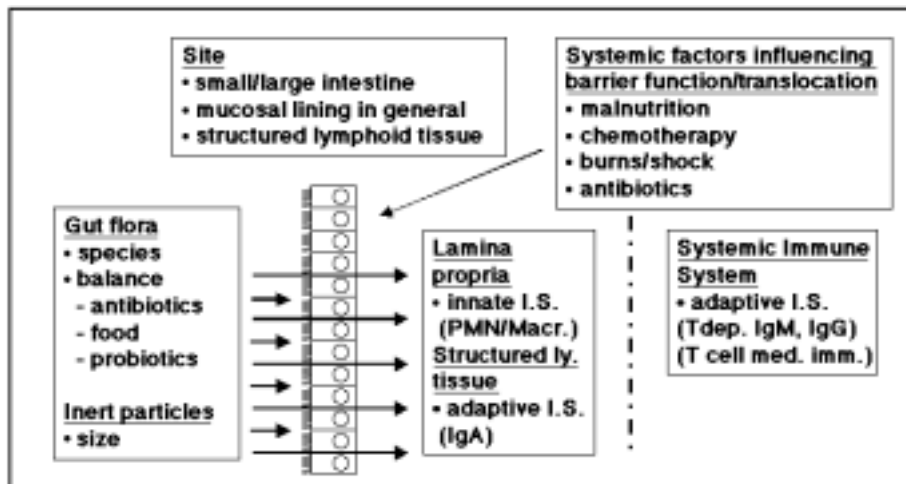 Site
• small/large intestine
• mucosal lining in general
• structured lymphoid tissue
Systemic factors influencing
barrier function/translocation
• malnutrition
• chemotherapy
• burns/shock
• antibiotics
Gut flora
• species
• balance
- antibiotics
- food
- probiotics
Inert particles
• size
Lamina
propria
• innate I.S.
(PMN/Macr.)
Structured ly.
tissue
• adaptive I.S.
(IgA)
Systemic Immune
System
• adaptive I.S.
(Tdep. IgM, IgG)
(T cell med. imm.)